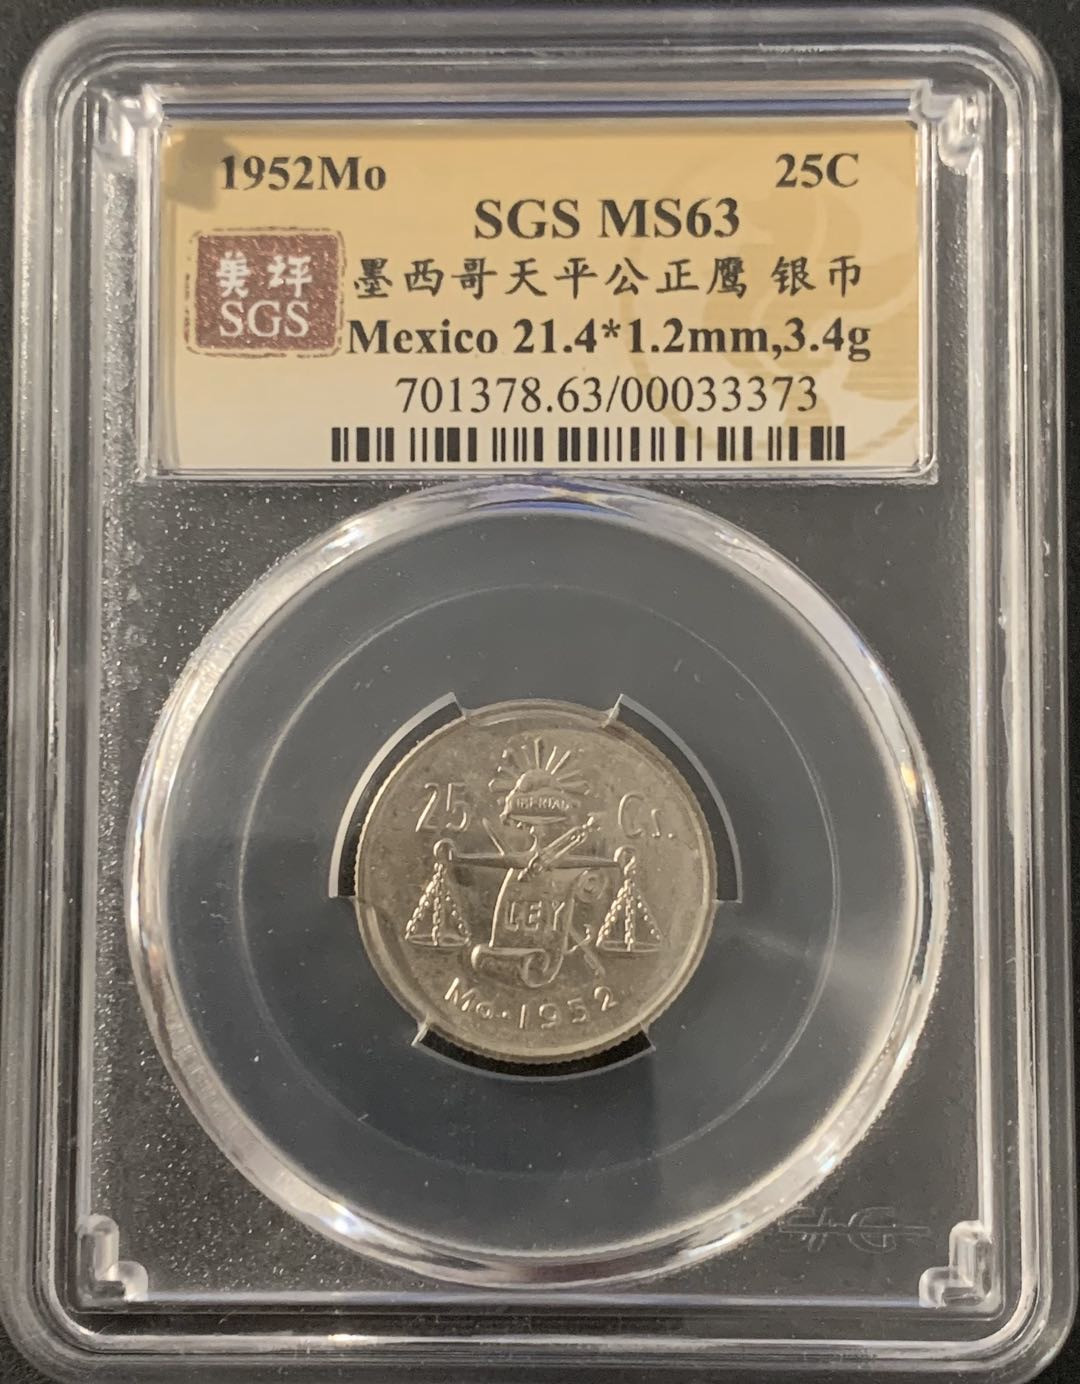 1952Mo 25C
SGS MS63
美评 墨西哥天平公正鹰 银币
SGS
Mexico 21.4*1.2mm,3.4g
701378.63/00033373
25 Cs.
LIBERTAD
LEY
Mo. 1952